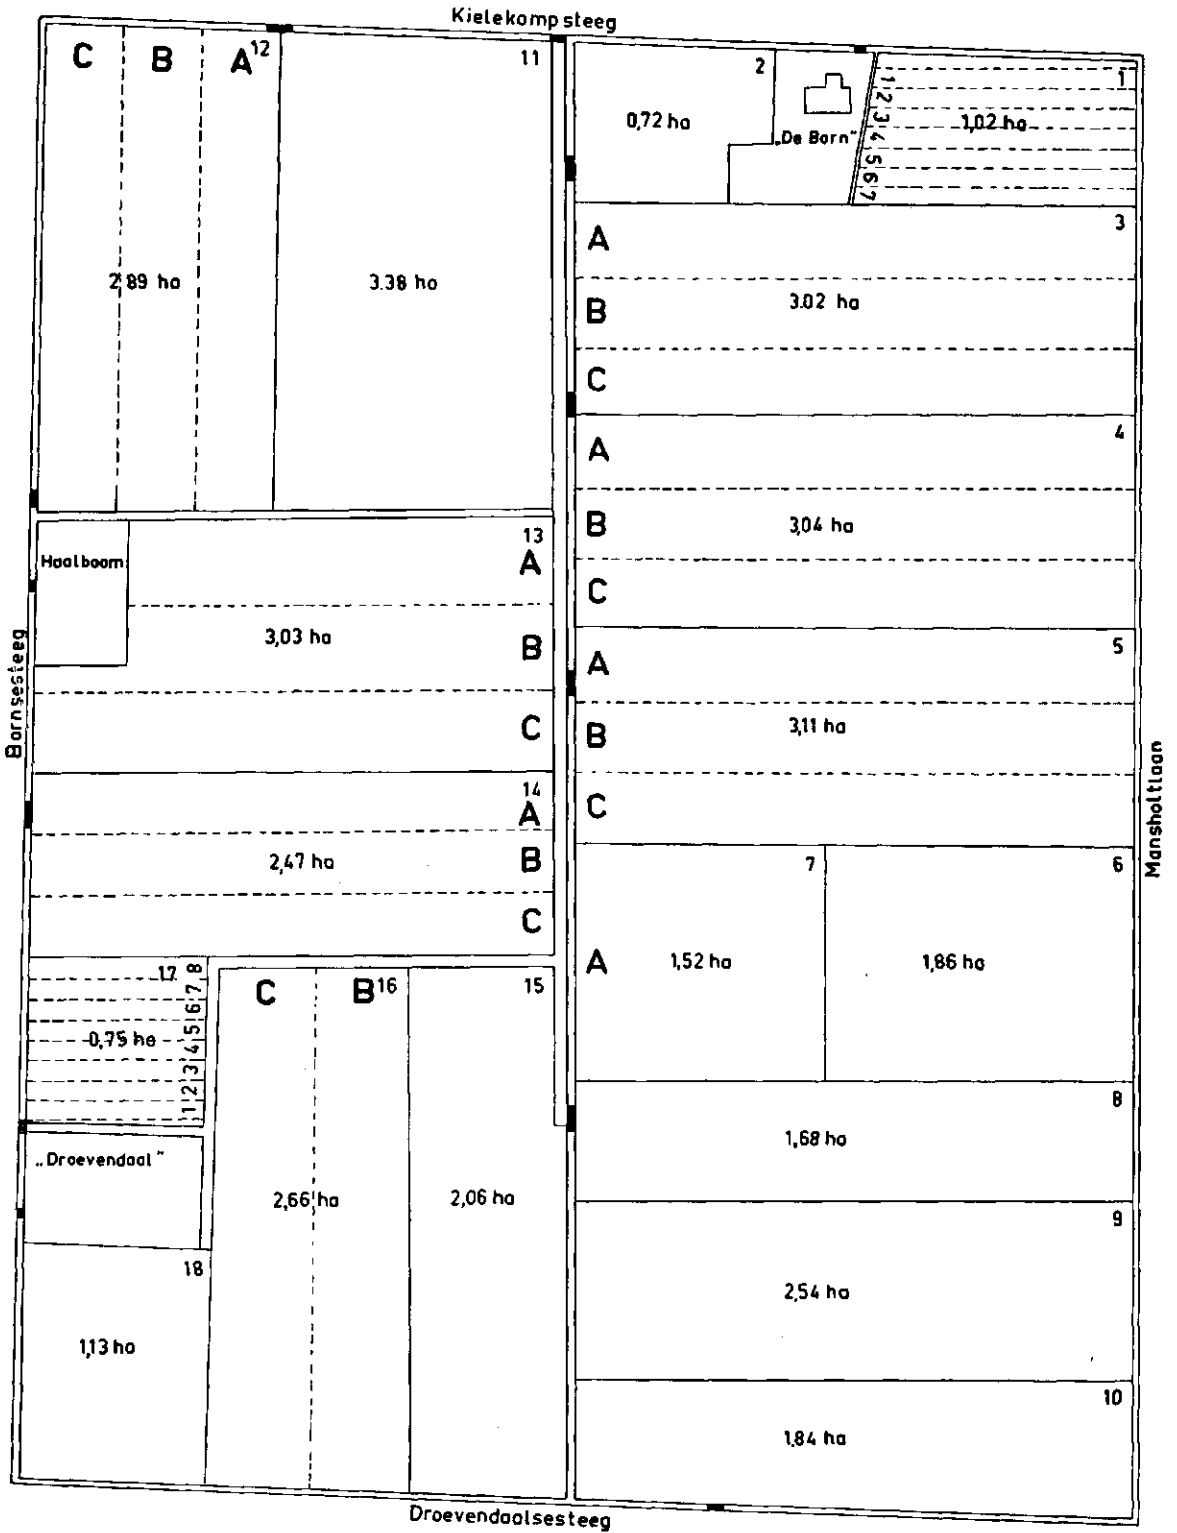 Kielekampsteeg
C B A 12
11
2,89 ha
3.38 ha
2
0,72 ha
„De Born"
1
1,02 ha
1
2
3
4
5
6
7
3
A
3.02 ha
B
C
4
A
B
3,04 ha
C
5
A
B
3,11 ha
C
Haalboom
13
A
3,03 ha
B
C
14
A
2,47 ha
B
C
Bornsesteeg
Mansholtlaan
7
A
1,52 ha
6
1,86 ha
17
8
7
6
5
4
3
2
1
0,75 ha
C B 16
15
2,66 ha
2,06 ha
„Droevendaal"
18
1,13 ha
8
1,68 ha
9
2,54 ha
10
1,84 ha
Droevendaalsesteeg